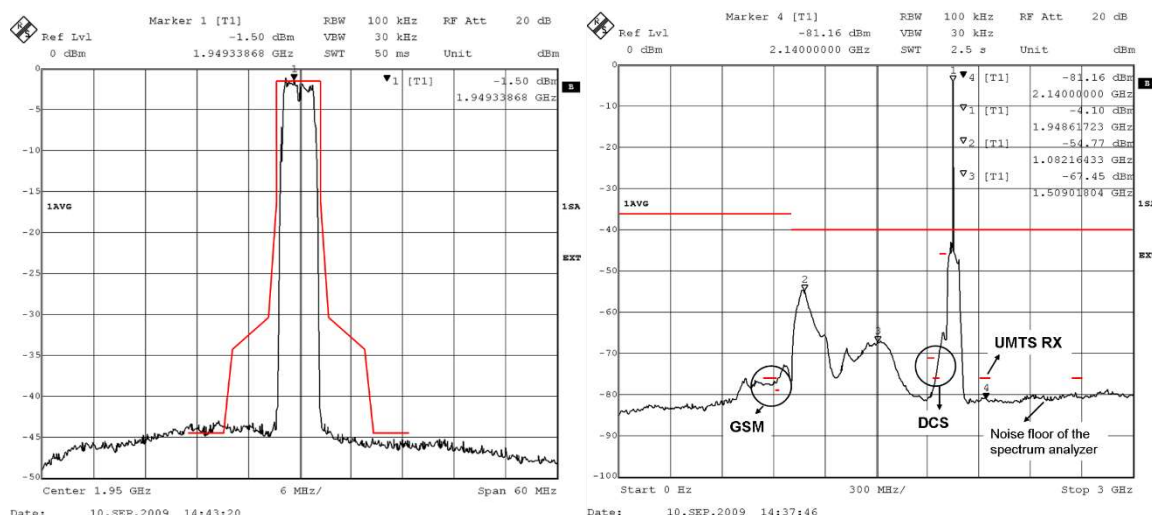 Marker 1 [T1] RBW 100 kHz RF Att 20 dB
Ref Lvl -1.50 dBm VBW 30 kHz
0 dBm 1.94933868 GHz SWT 50 ms Unit dBm
1
▼1 [T1] -1.50 dBm
1.94933868 GHz
0
-5
-10
-15
-20
-25
-30
-35
-40
-45
-50
1AVG
1SA
EXT
Center 1.95 GHz 6 MHz/ Span 60 MHz
Date: 10.SEP.2009 14:43:20
Marker 4 [T1] RBW 100 kHz RF Att 20 dB
Ref Lvl -81.16 dBm VBW 30 kHz
0 dBm 2.14000000 GHz SWT 2.5 s Unit dBm
1
▼4 [T1] -81.16 dBm
2.14000000 GHz
▽1 [T1] -4.10 dBm
1.94861723 GHz
▽2 [T1] -54.77 dBm
1.08216433 GHz
▽3 [T1] -67.45 dBm
1.50901804 GHz
0
-10
-20
-30
-40
-50
-60
-70
-80
-90
-100
1AVG
1SA
EXT
2
3
4
GSM
DCS
UMTS RX
Noise floor of the
spectrum analyzer
Start 0 Hz 300 MHz/ Stop 3 GHz
Date: 10.SEP.2009 14:37:46